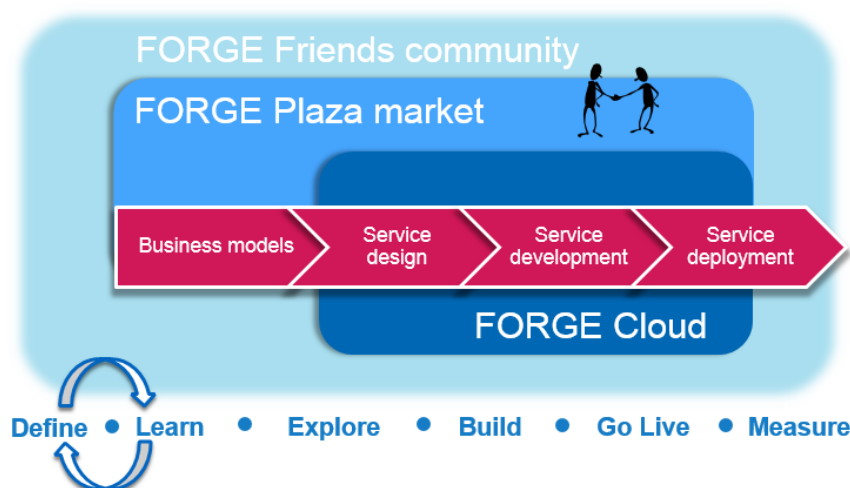 FORGE Friends community
FORGE Plaza market
Business models
Service
design
Service
development
Service
deployment
FORGE Cloud
Define • Learn • Explore • Build • Go Live • Measure